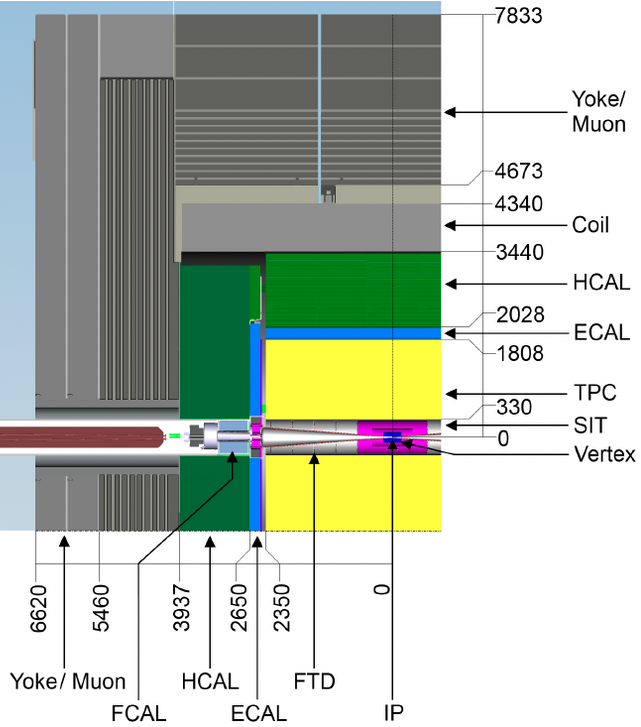 7833
Yoke/
Muon
4673
4340
Coil
3440
HCAL
2028
ECAL
1808
TPC
330
SIT
0
Vertex
6620
5460
3937
2650
2350
0
Yoke/ Muon
HCAL
FTD
FCAL
ECAL
IP